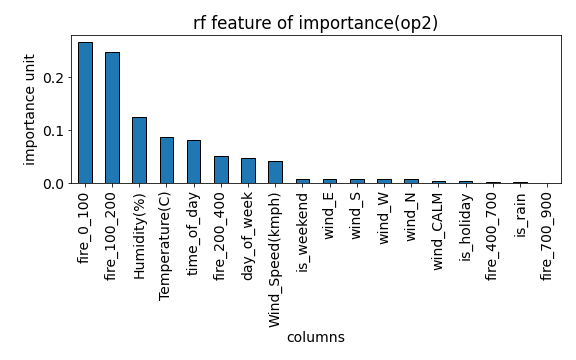 rf feature of importance(op2)
importance unit
0.2
0.1
0.0
fire_0_100
fire_100_200
Humidity(%)
Temperature(C)
time_of_day
fire_200_400
day_of_week
Wind_Speed(kmph)
is_weekend
wind_E
wind_S
wind_W
wind_N
wind_CALM
is_holiday
fire_400_700
is_rain
fire_700_900
columns